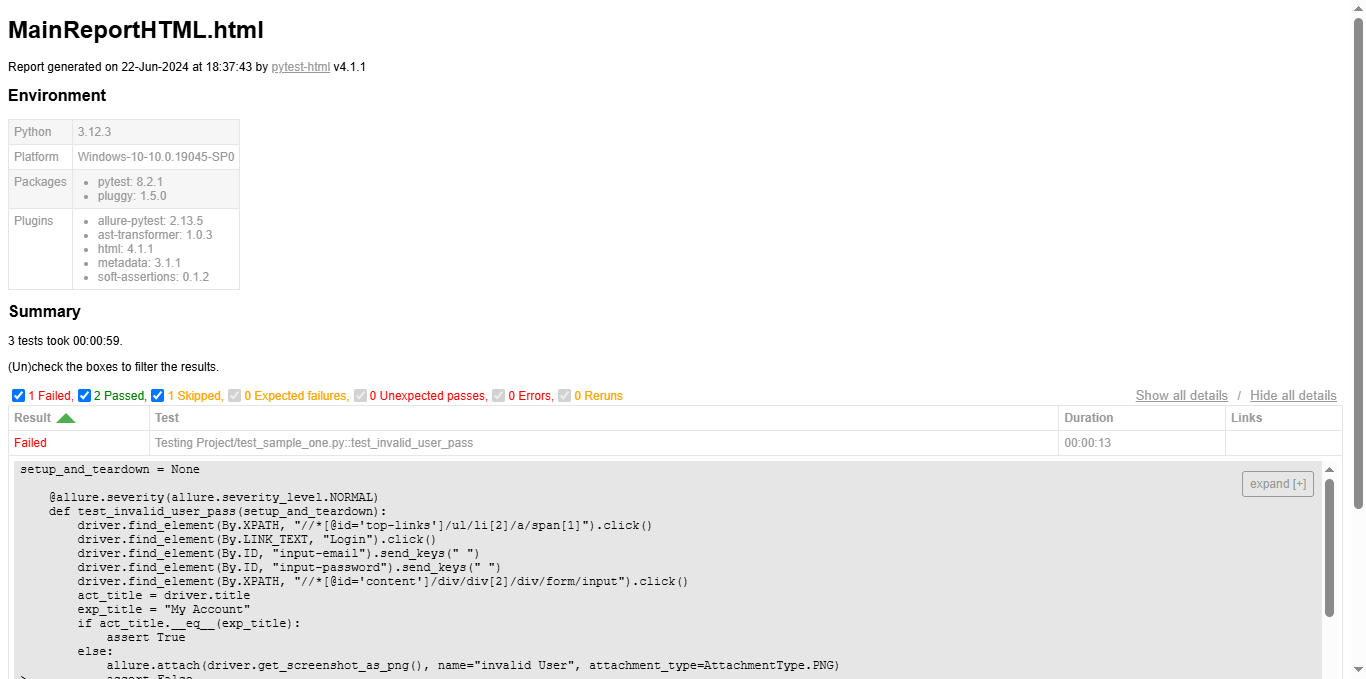 MainReportHTML.html
Report generated on 22-Jun-2024 at 18:37:43 by pytest-html v4.1.1
Environment
Python 3.12.3
Platform Windows-10-10.0.19045-SP0
Packages
• pytest: 8.2.1
• pluggy: 1.5.0
Plugins
• allure-pytest: 2.13.5
• ast-transformer: 1.0.3
• html: 4.1.1
• metadata: 3.1.1
• soft-assertions: 0.1.2
Summary
3 tests took 00:00:59.
(Un)check the boxes to filter the results.
1 Failed, 2 Passed, 1 Skipped, 0 Expected failures, 0 Unexpected passes, 0 Errors, 0 Reruns Show all details / Hide all details
Result Test Duration Links
Failed Testing Project/test_sample_one.py::test_invalid_user_pass 00:00:13
setup_and_teardown = None
expand [+]
    @allure.severity(allure.severity_level.NORMAL)
    def test_invalid_user_pass(setup_and_teardown):
        driver.find_element(By.XPATH, "//*[@id='top-links']/ul/li[2]/a/span[1]").click()
        driver.find_element(By.LINK_TEXT, "Login").click()
        driver.find_element(By.ID, "input-email").send_keys(" ")
        driver.find_element(By.ID, "input-password").send_keys(" ")
        driver.find_element(By.XPATH, "//*[@id='content']/div/div[2]/div/form/input").click()
        act_title = driver.title
        exp_title = "My Account"
        if act_title.__eq__(exp_title):
            assert True
        else:
            allure.attach(driver.get_screenshot_as_png(), name="invalid User", attachment_type=AttachmentType.PNG)
>           assert False